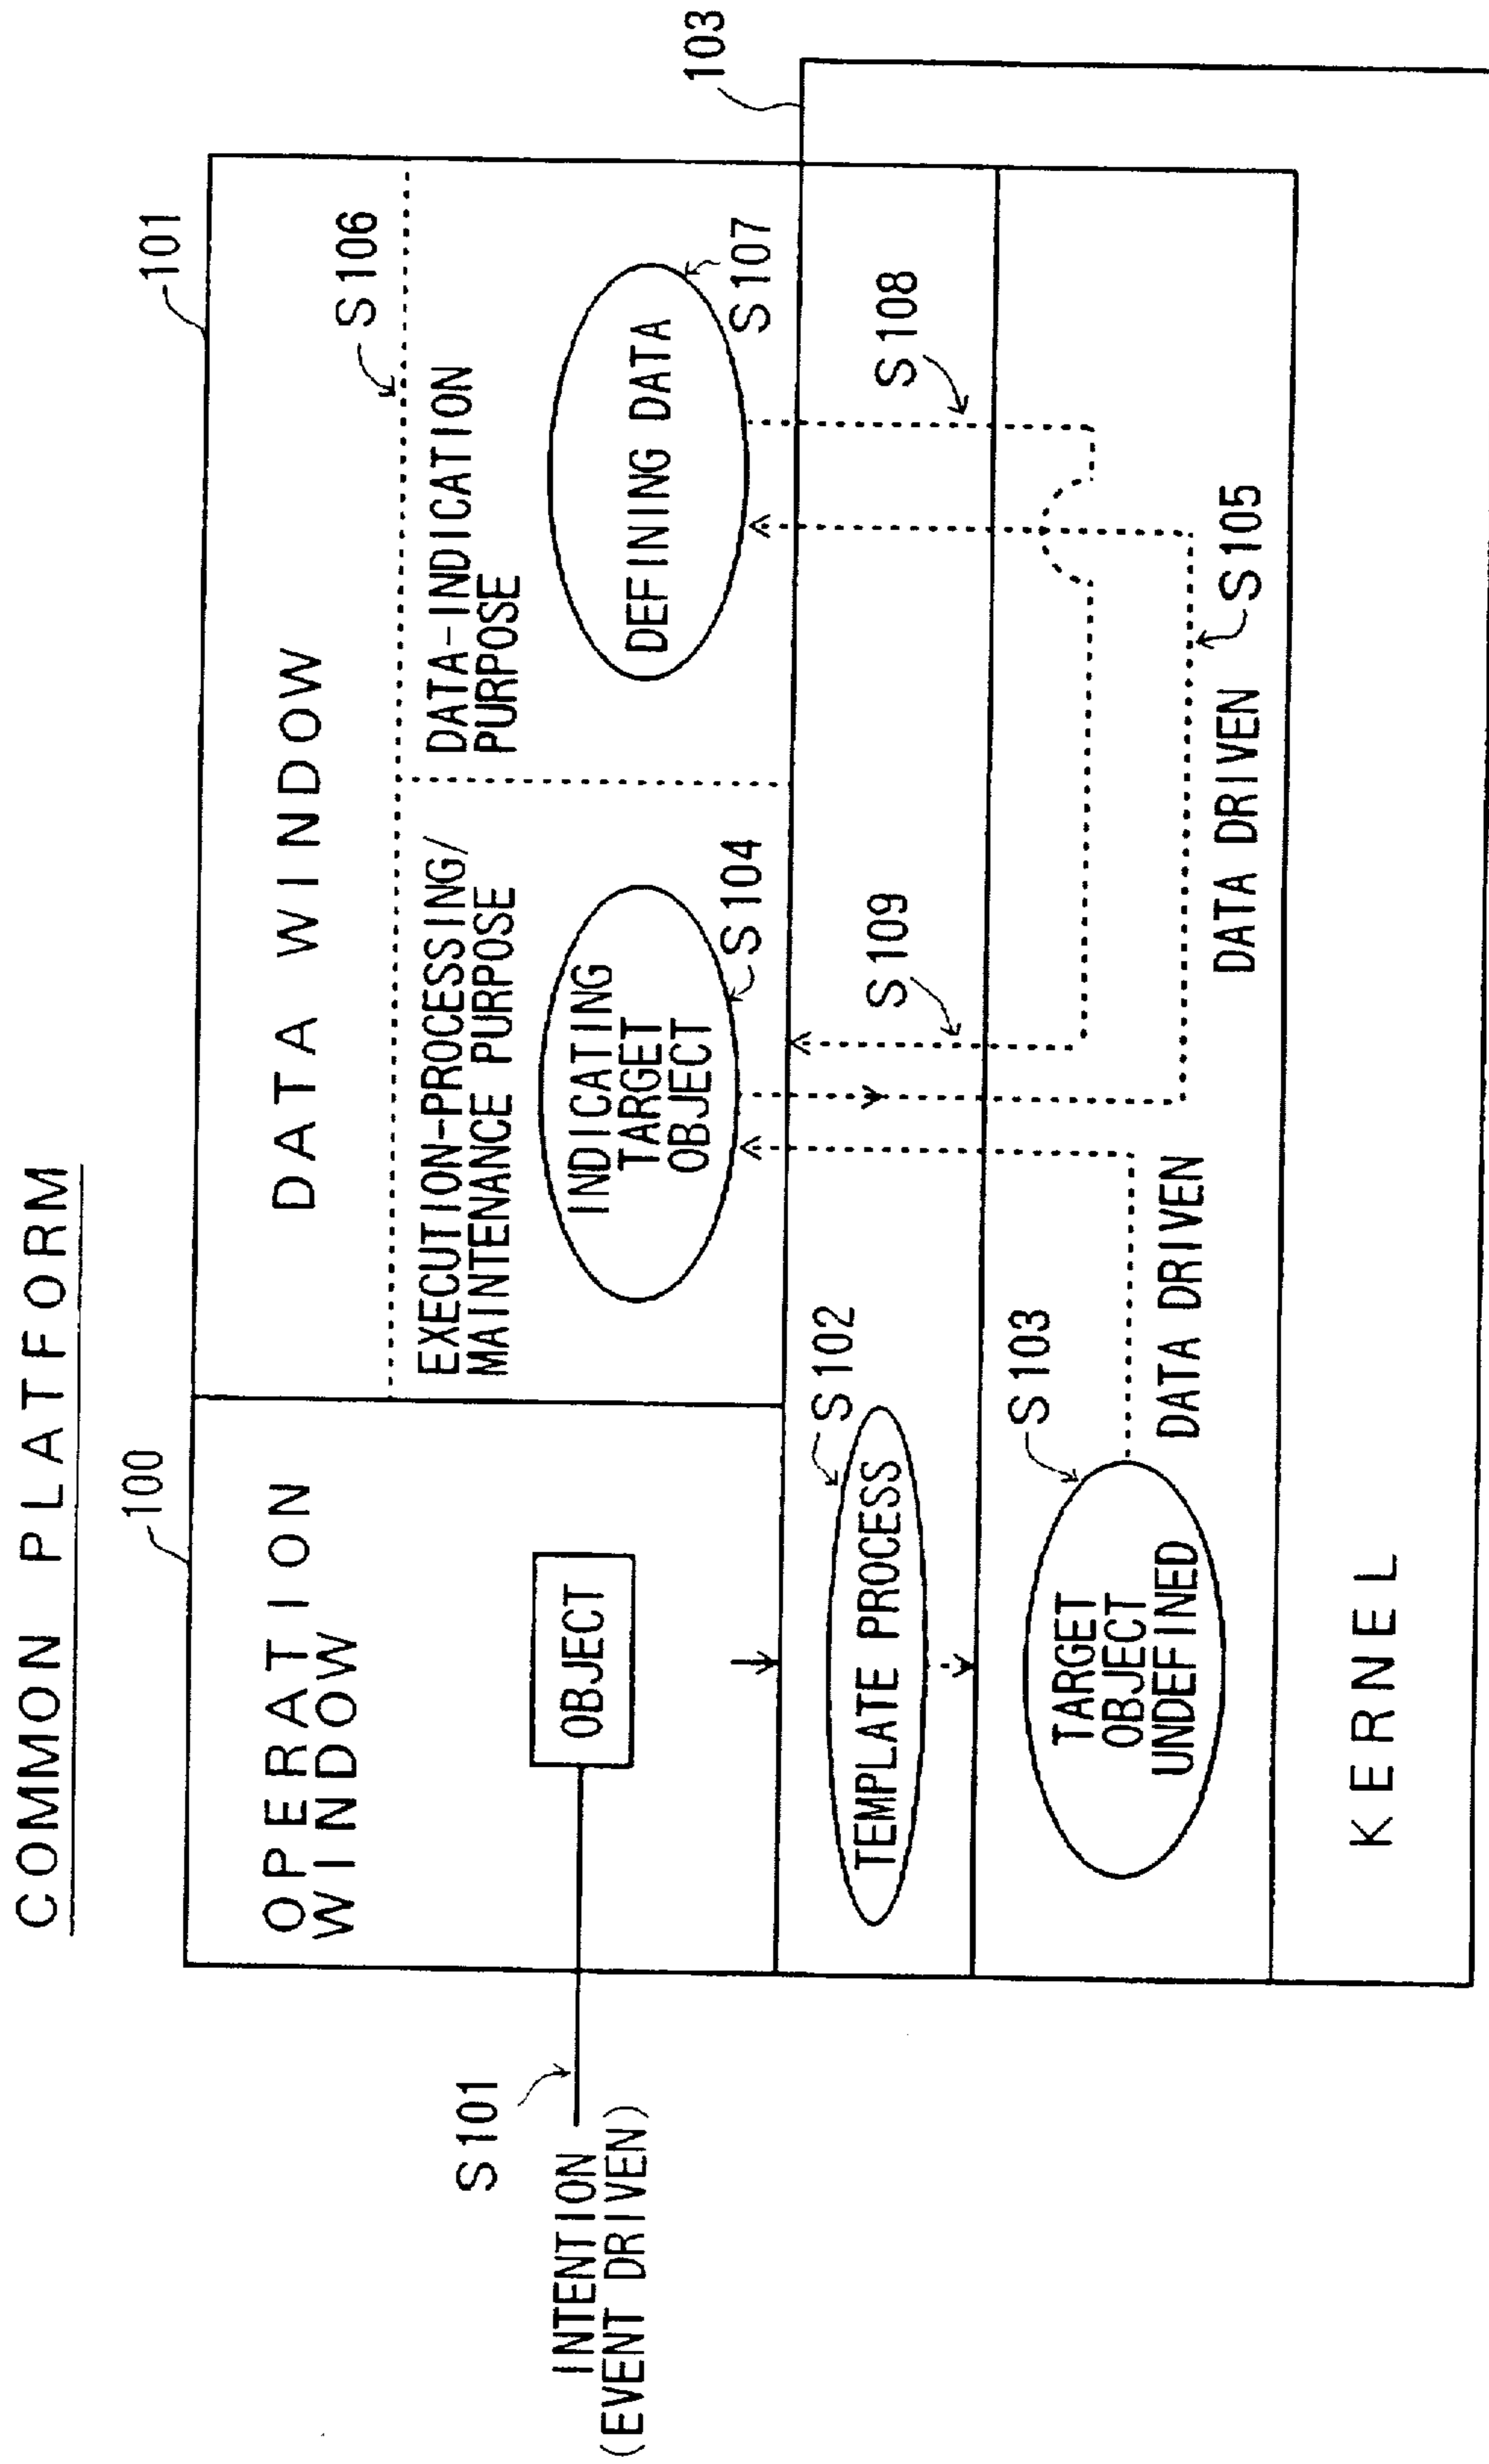 COMMON PLATFORM
100
101
S106
103
OPERATION
WINDOW
DATA WINDOW
EXECUTION-PROCESSING/
MAINTENANCE PURPOSE
DATA-INDICATION
PURPOSE
S101
INTENTION
(EVENT DRIVEN)
OBJECT
INDICATING
TARGET
OBJECT
S104
DEFINING DATA
S107
TEMPLATE PROCESS
S102
S109
S108
TARGET
OBJECT
UNDEFINED
S103
DATA DRIVEN
DATA DRIVEN
S105
KERNEL